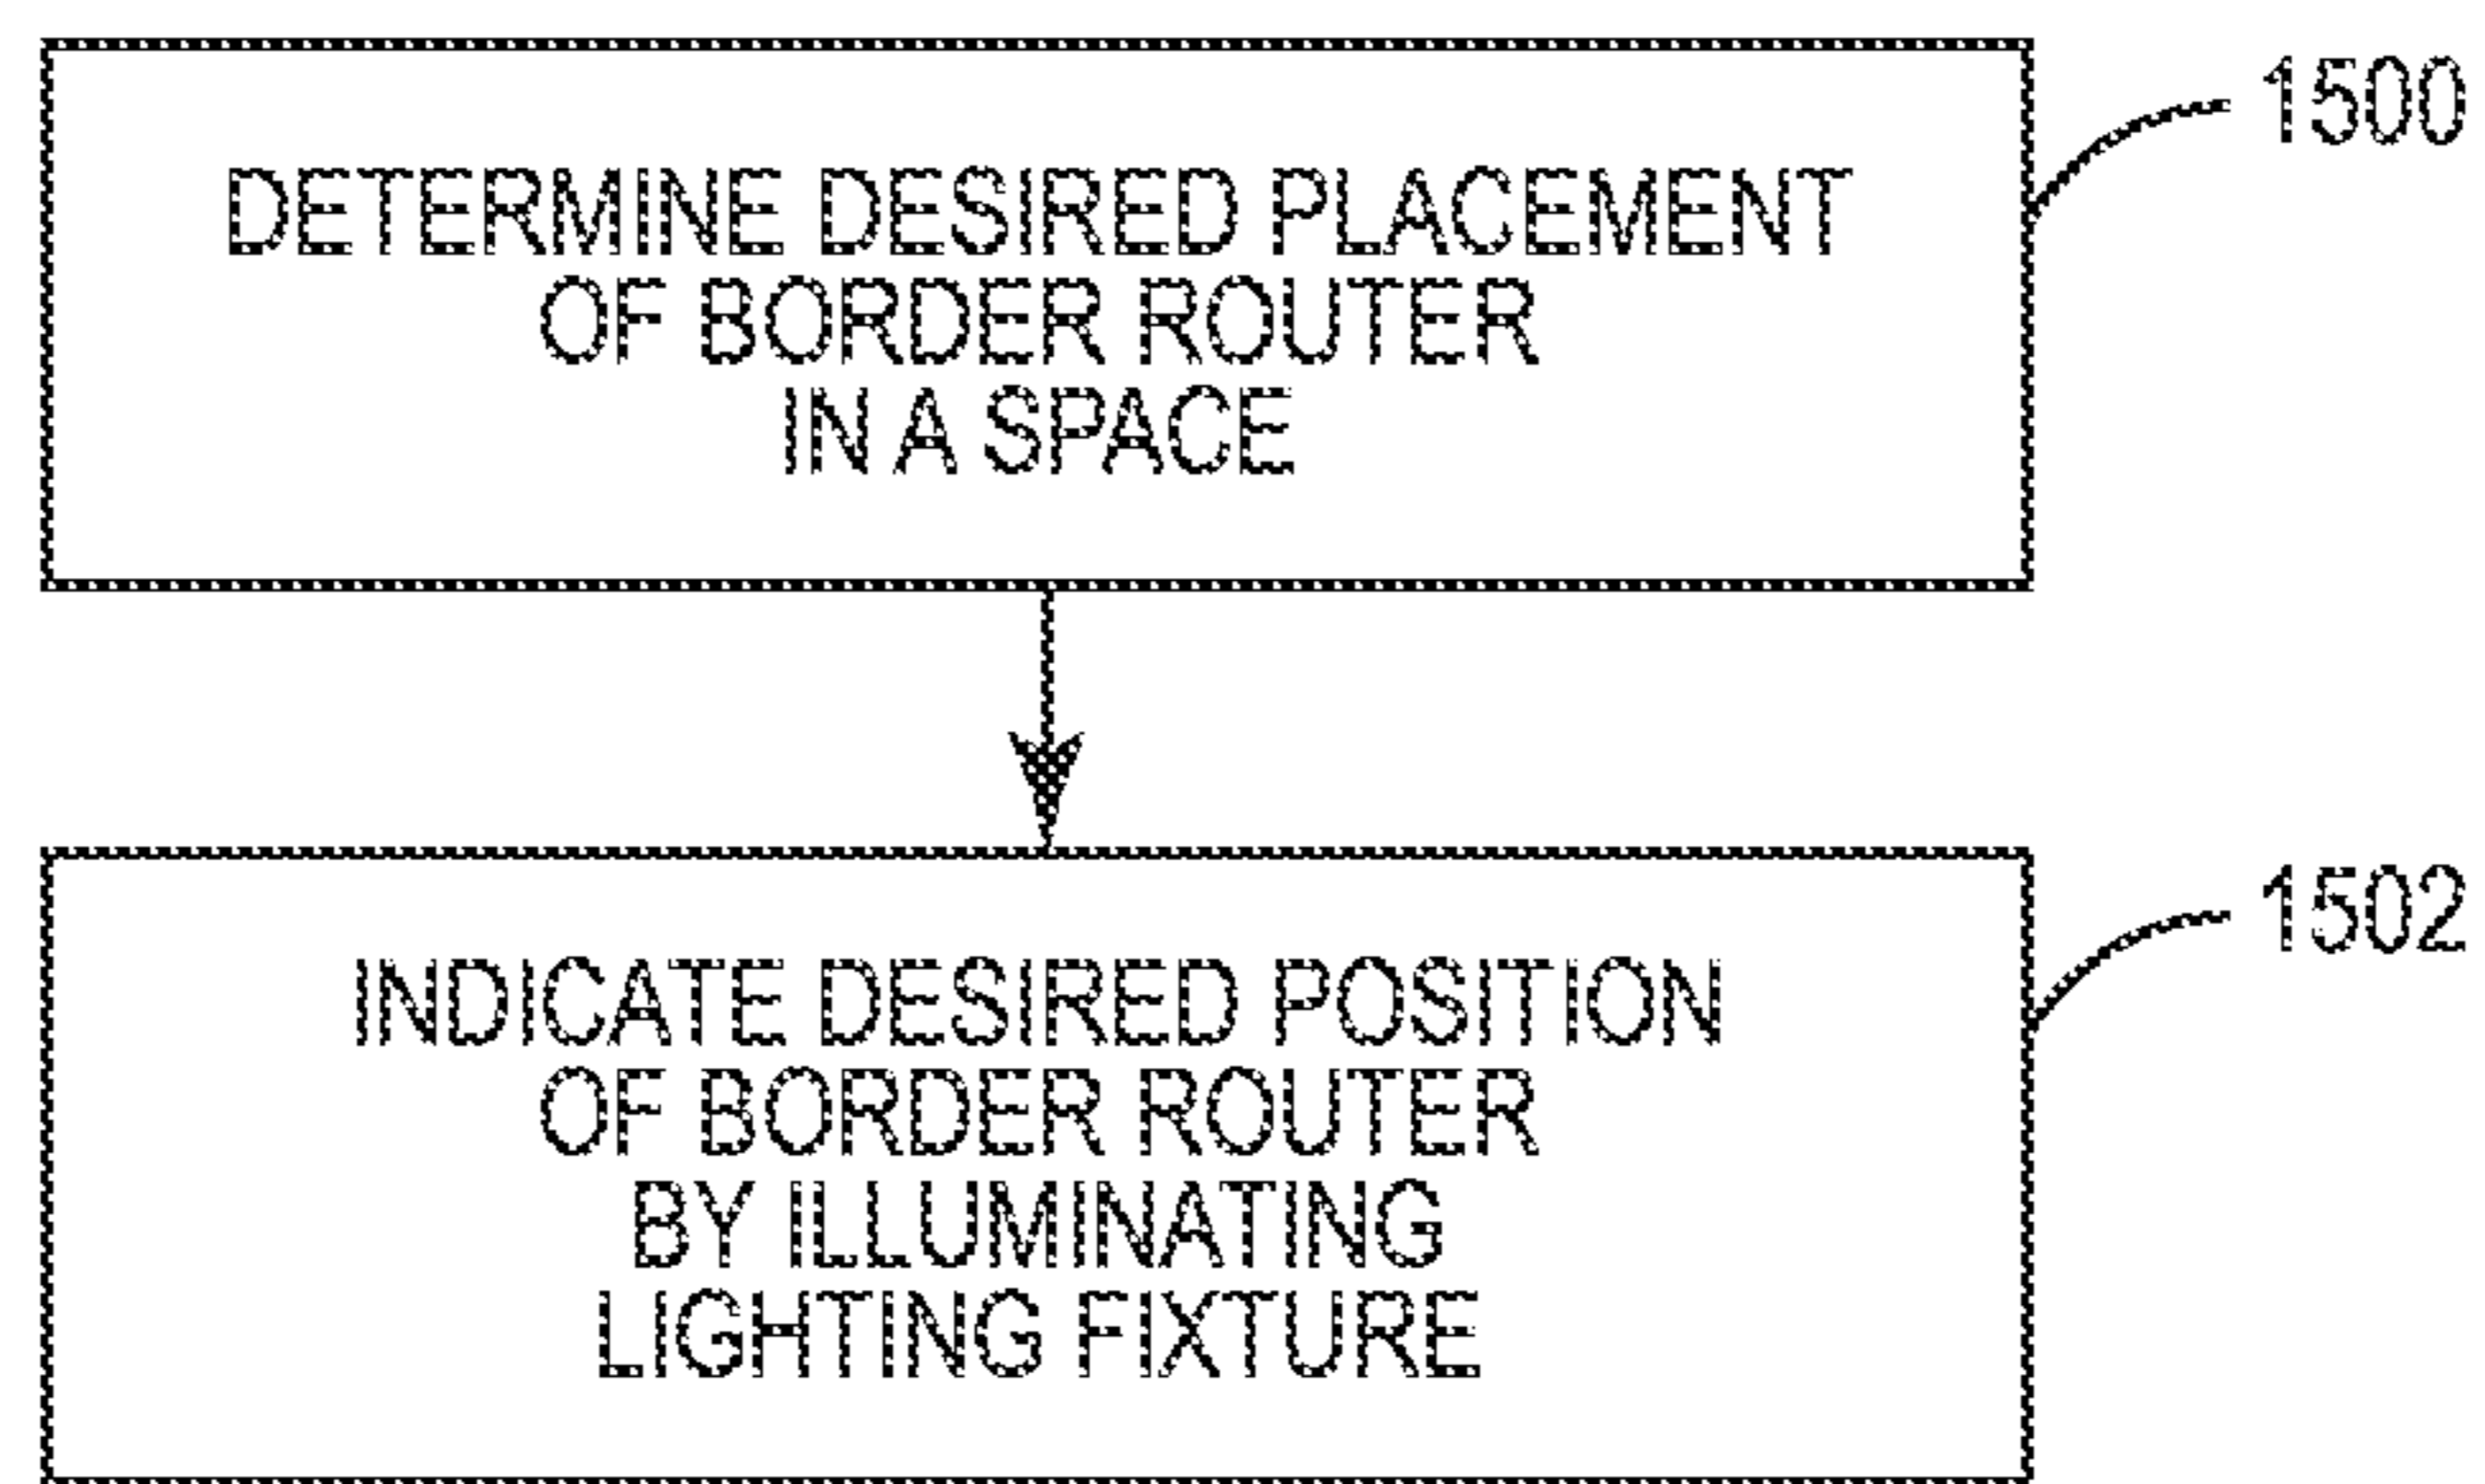 DETERMINE DESIRED PLACEMENT
OF BORDER ROUTER
IN A SPACE
1500
INDICATE DESIRED POSITION
OF BORDER ROUTER
BY ILLUMINATING
LIGHTING FIXTURE
1502